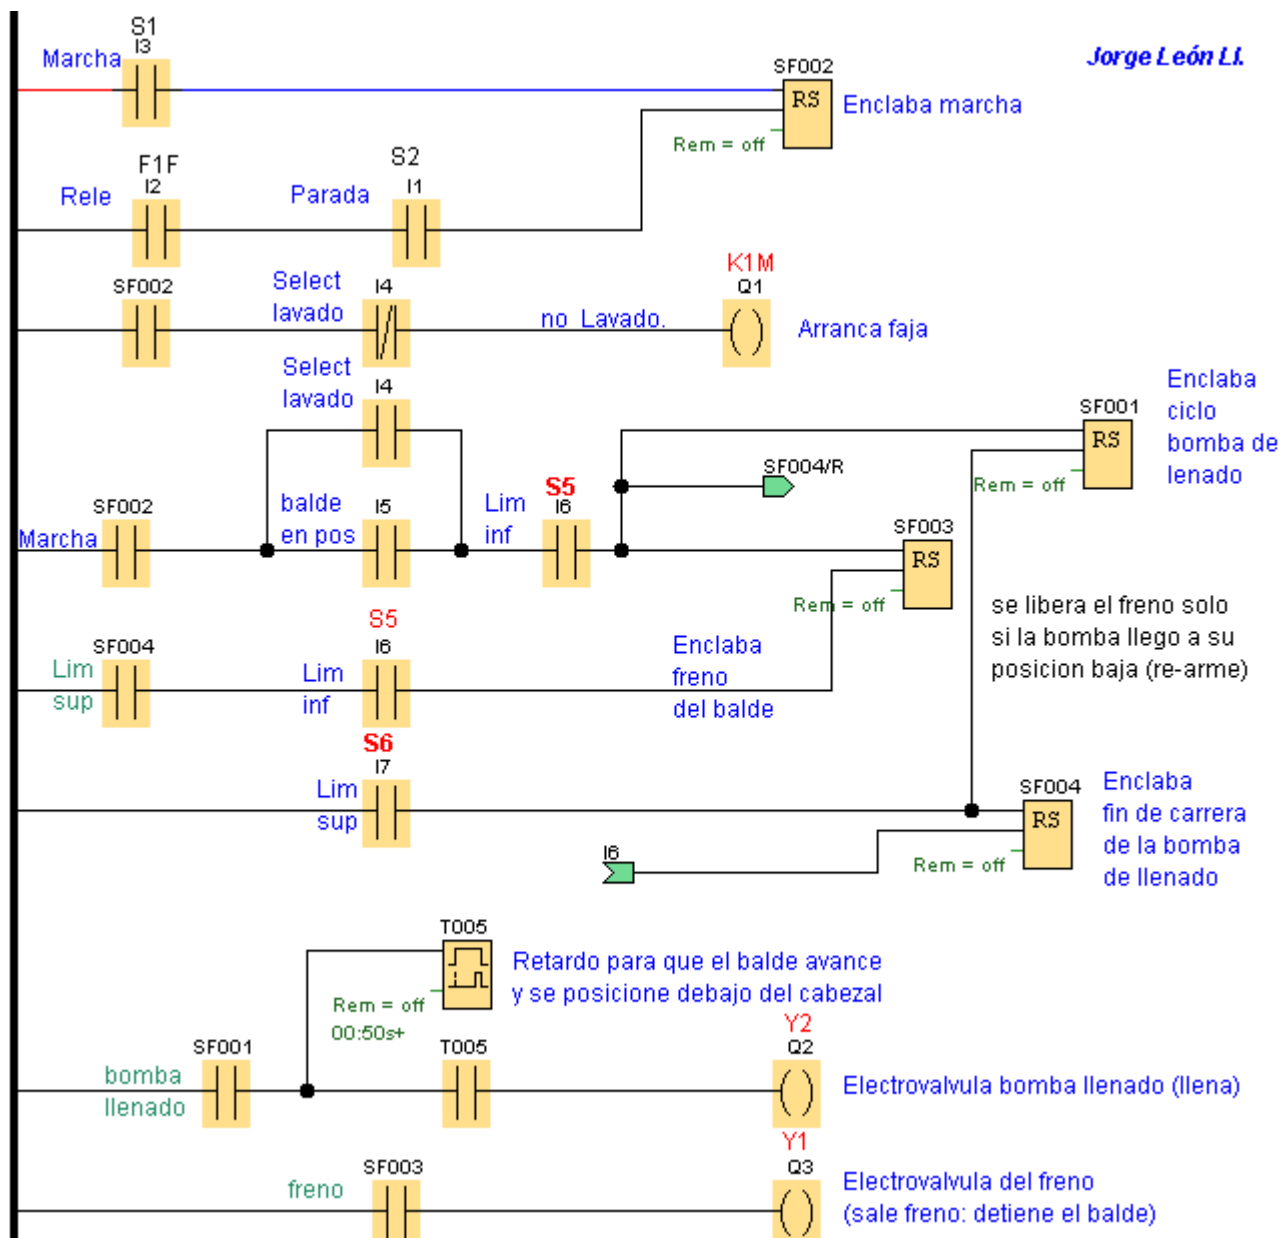 S1
I3
Marcha
Jorge León Ll.
SF002
RS
Enclaba marcha
Rem = off
F1F
I2
Rele
S2
I1
Parada
SF002
Select
lavado
I4
no Lavado.
K1M
Q1
Arranca faja
Select
lavado
I4
Enclaba
ciclo
bomba de
lenado
SF001
RS
Rem = off
SF004/R
SF002
Marcha
balde
en pos
I5
Lim
inf
S5
I6
SF003
RS
Rem = off
se libera el freno solo
si la bomba llego a su
posicion baja (re-arme)
SF004
Lim
sup
S5
I6
Lim
inf
Enclaba
freno
del balde
S6
I7
Lim
sup
SF004
RS
Rem = off
Enclaba
fin de carrera
de la bomba
de llenado
I6
T005
Rem = off
00:50s+
Retardo para que el balde avance
y se posicione debajo del cabezal
SF001
bomba
llenado
T005
Y2
Q2
Electrovalvula bomba llenado (llena)
SF003
freno
Y1
Q3
Electrovalvula del freno
(sale freno: detiene el balde)